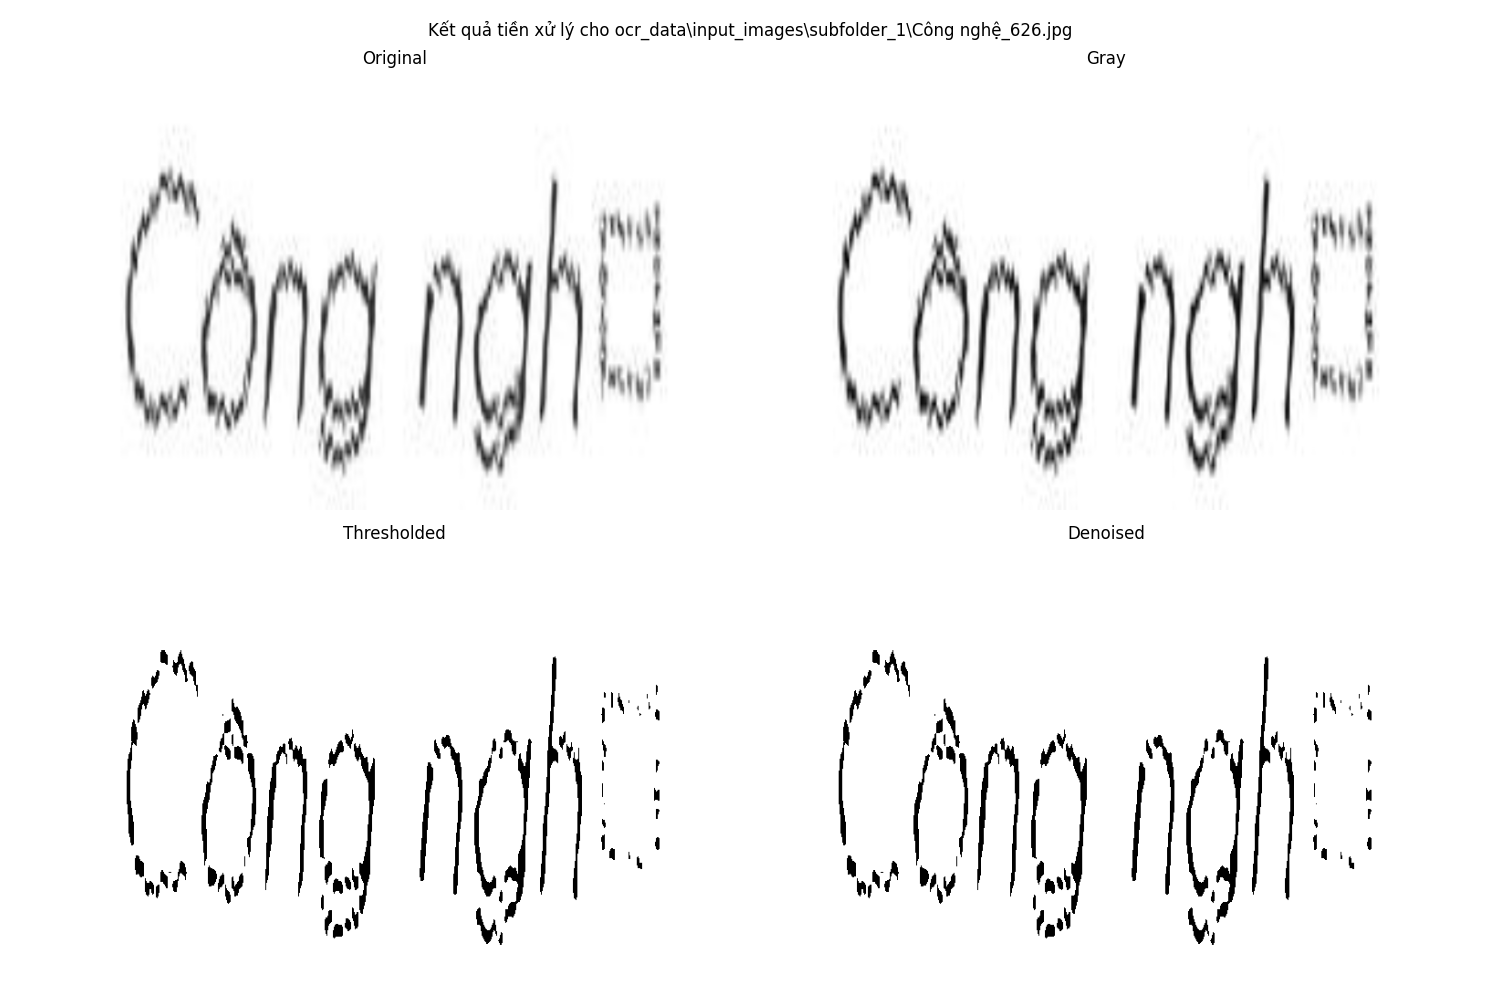 Kết quả tiền xử lý cho ocr_data\input_images\subfolder_1\Công nghệ_626.jpg
Original
Gray
Công ngh□
Công ngh□
Thresholded
Denoised
Công ngh□
Công ngh□